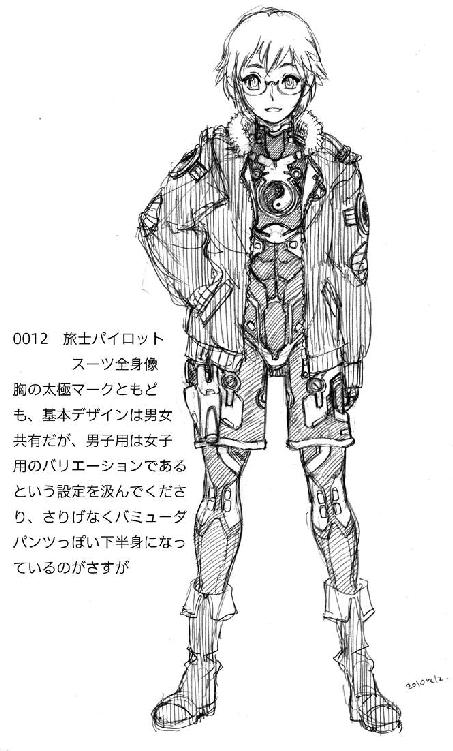 0012　旅士パイロット
スーツ全身像
胸の太極マークともど
も、基本デザインは男女
共有だが、男子用は女子
用のバリエーションである
という設定を汲んでくださ
り、さりげなくバミューダ
パンツっぽい下半身になっ
ているのがさすが